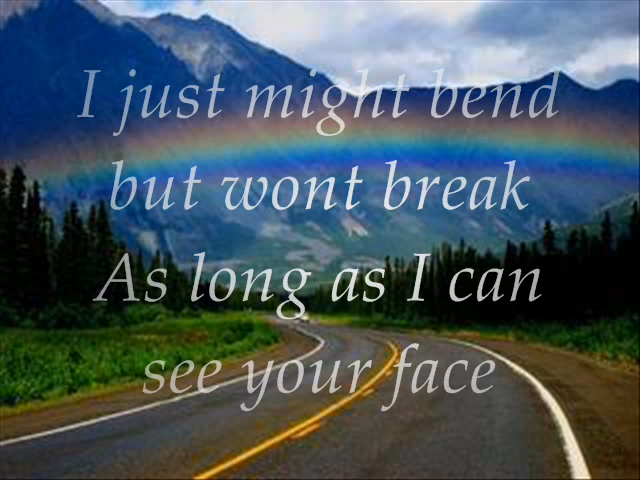 I just might bend
but wont break
As long as I can
see your face